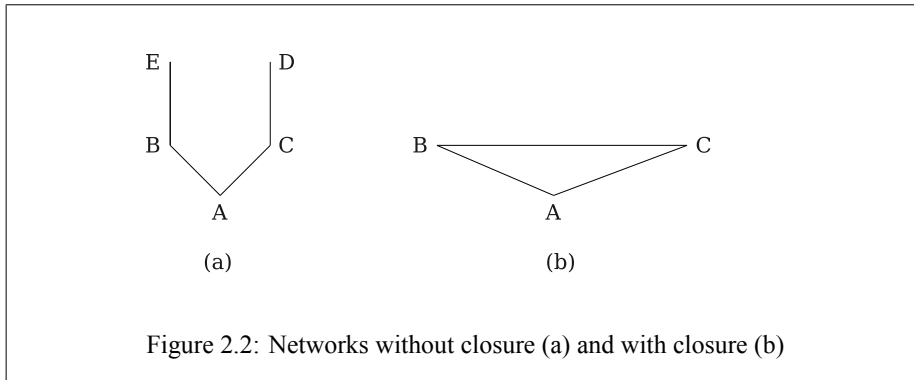 E D
B C
B C
A
A
(a)
(b)
Figure 2.2: Networks without closure (a) and with closure (b)